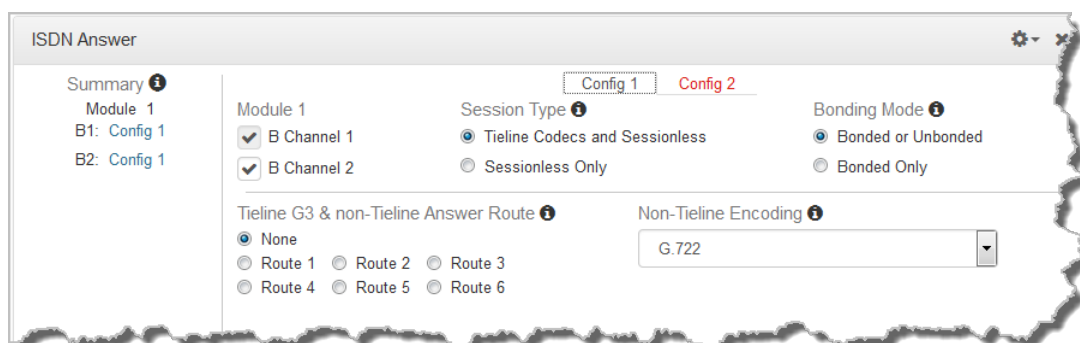 ISDN Answer
Summary
Module 1
B1: Config 1
B2: Config 1
Config 1 Config 2
Module 1
B Channel 1
B Channel 2
Session Type
Tieline Codecs and Sessionless
Sessionless Only
Bonding Mode
Bonded or Unbonded
Bonded Only
Tieline G3 & non-Tieline Answer Route
None
Route 1 Route 2 Route 3
Route 4 Route 5 Route 6
Non-Tieline Encoding
G.722